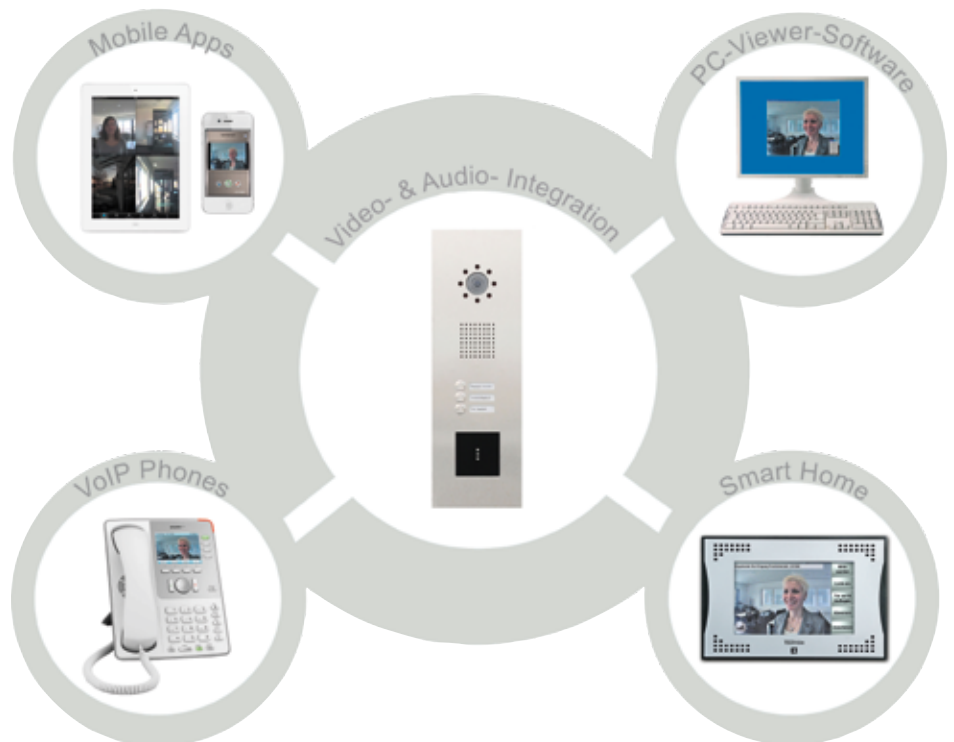 Mobile Apps
PC-Viewer-Software
Video- & Audio- Integration
VoIP Phones
Smart Home